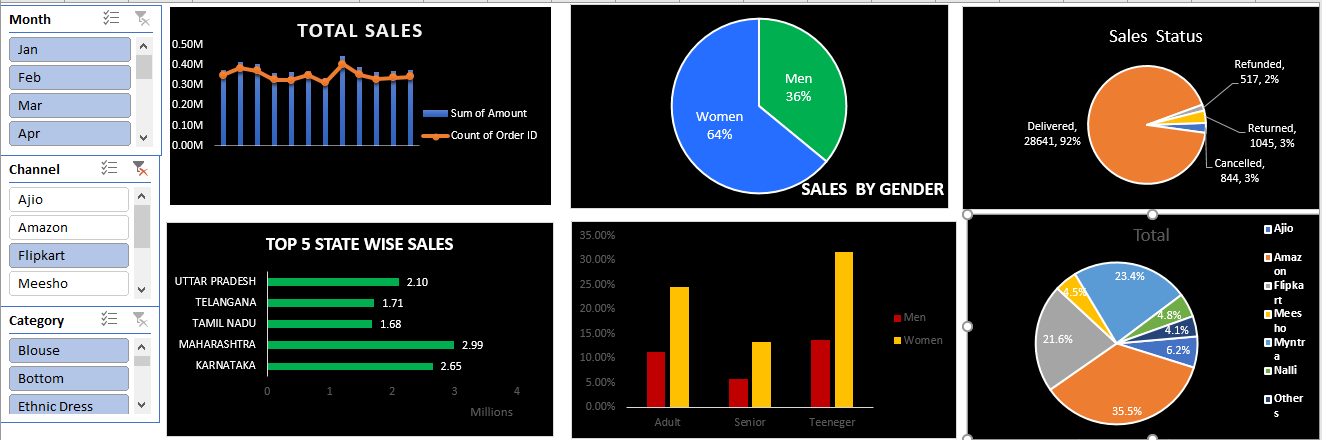 Month
Jan
Feb
Mar
Apr
Channel
Ajio
Amazon
Flipkart
Meesho
Category
Blouse
Bottom
Ethnic Dress
TOTAL SALES
0.50M
0.40M
0.30M
0.20M
0.10M
0.00M
Sum of Amount
Count of Order ID
Men
36%
Women
64%
SALES BY GENDER
Sales Status
Refunded,
517, 2%
Returned,
1045, 3%
Cancelled,
844, 3%
Delivered,
28641, 92%
TOP 5 STATE WISE SALES
UTTAR PRADESH 2.10
TELANGANA 1.71
TAMIL NADU 1.68
MAHARASHTRA 2.99
KARNATAKA 2.65
0 1 2 3 4
Millions
35.00%
30.00%
25.00%
20.00%
15.00%
10.00%
5.00%
0.00%
Adult Senior Teeneger
Men
Women
Total
23.4%
4.5%
4.8%
4.1%
21.6%
6.2%
35.5%
Ajio
Amaz
on
Flipk
art
Mees
ho
Myntr
a
Nalli
Other
s